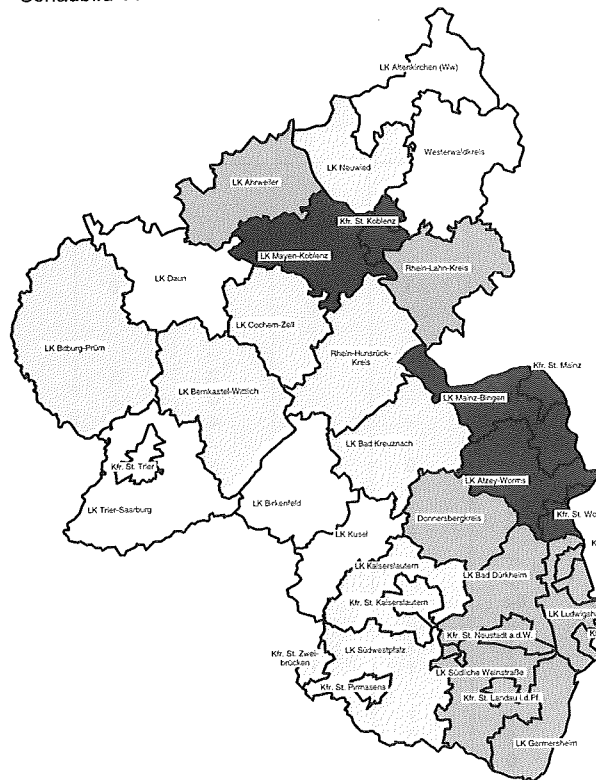 LK Altenkirchen (Ww)
LK Neuwied
Westerwaldkreis
LK Ahrweiler
Kfr. St. Koblenz
LK Mayen-Koblenz
Rhein-Lahn-Kreis
LK Daun
LK Cochem-Zell
LK Bitburg-Prüm
Rhein-Hunsrück-
Kreis
Kfr. St. Mainz
LK Bernkastel-Wittlich
LK Mainz-Bingen
LK Bad Kreuznach
Kfr. St. Trier
LK Alzey-Worms
LK Trier-Saarburg
LK Birkenfeld
Donnersbergkreis
Kfr. St. Wo
LK Kusel
LK Kaiserslautern
LK Bad Dürkheim
Kfr. St. Kaiserslautern
LK Ludwigsh
Kfr. St. Neustadt a.d.W.
Kfr. St. Zwei-
brücken
LK Südwestpfalz
LK Südliche Weinstraße
Kfr. St. Pirmasens
Kfr. St. Landau i.d.Pf.
LK Germersheim